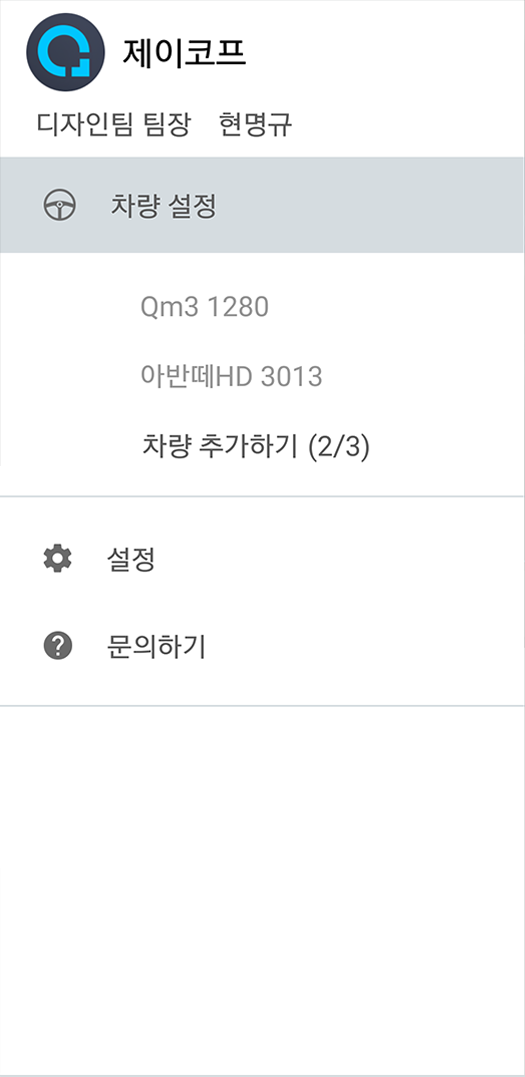 제이코프
디자인팀 팀장 현명규
차량 설정
Qm3 1280
아반떼HD 3013
차량 추가하기 (2/3)
설정
문의하기